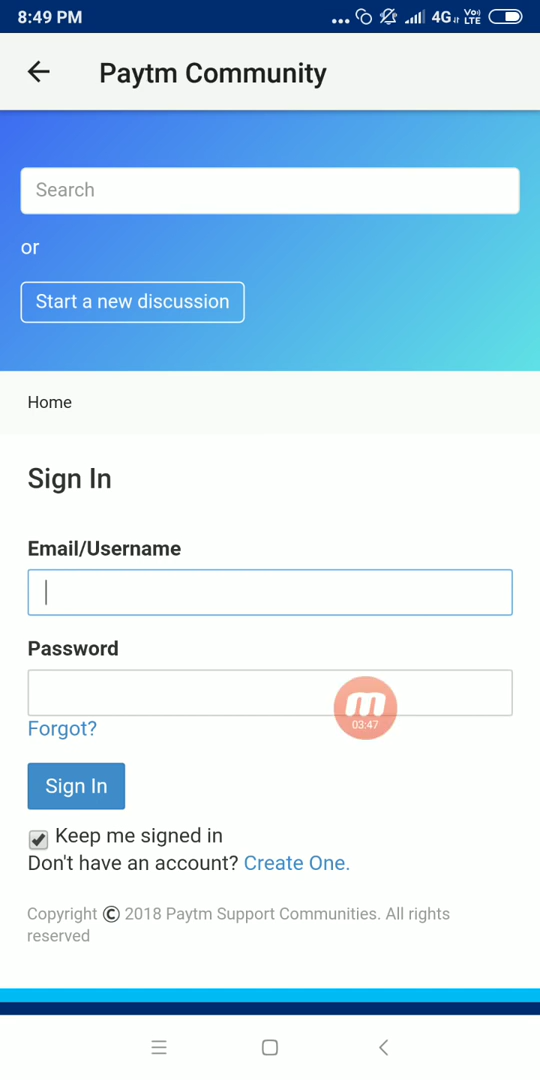 8:49 PM 4G Vo) LTE
Paytm Community
Search
or
Start a new discussion
Home
Sign In
Email/Username
Password
03:47
Forgot?
Sign In
Keep me signed in
Don't have an account? Create One.
Copyright © 2018 Paytm Support Communities. All rights
reserved